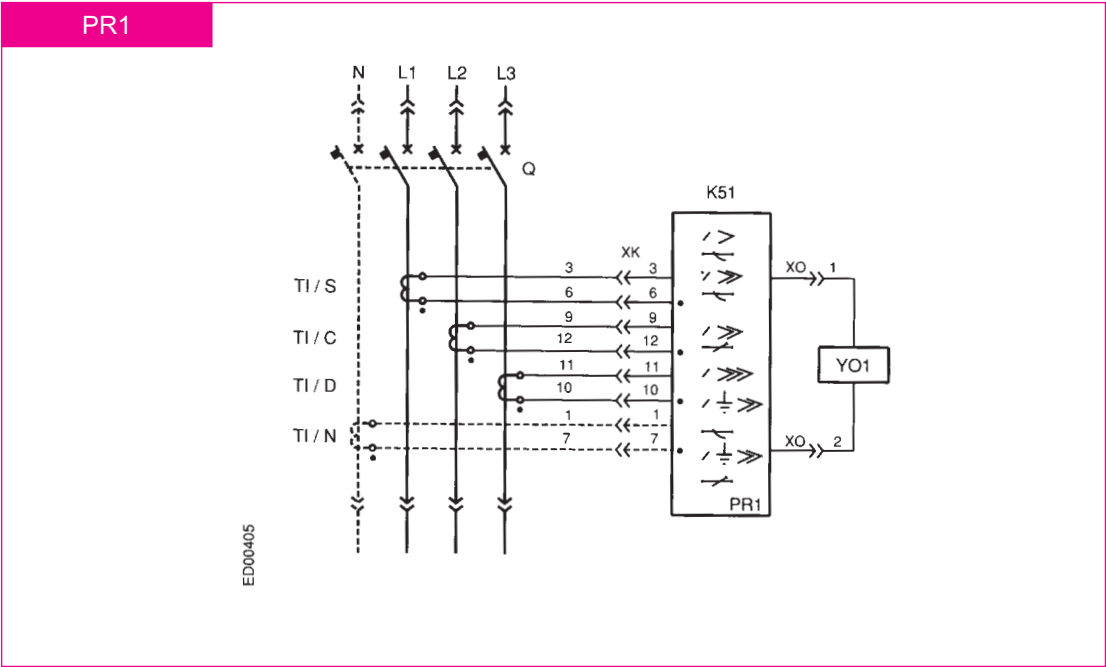 PR1
N L1 L2 L3
Q
K51
XK
TI / S
3 3
6 6
XO 1
TI / C
9 9
12 12
YO1
TI / D
11 11
10 10
TI / N
1 1
7 7
XO 2
PR1
ED00405